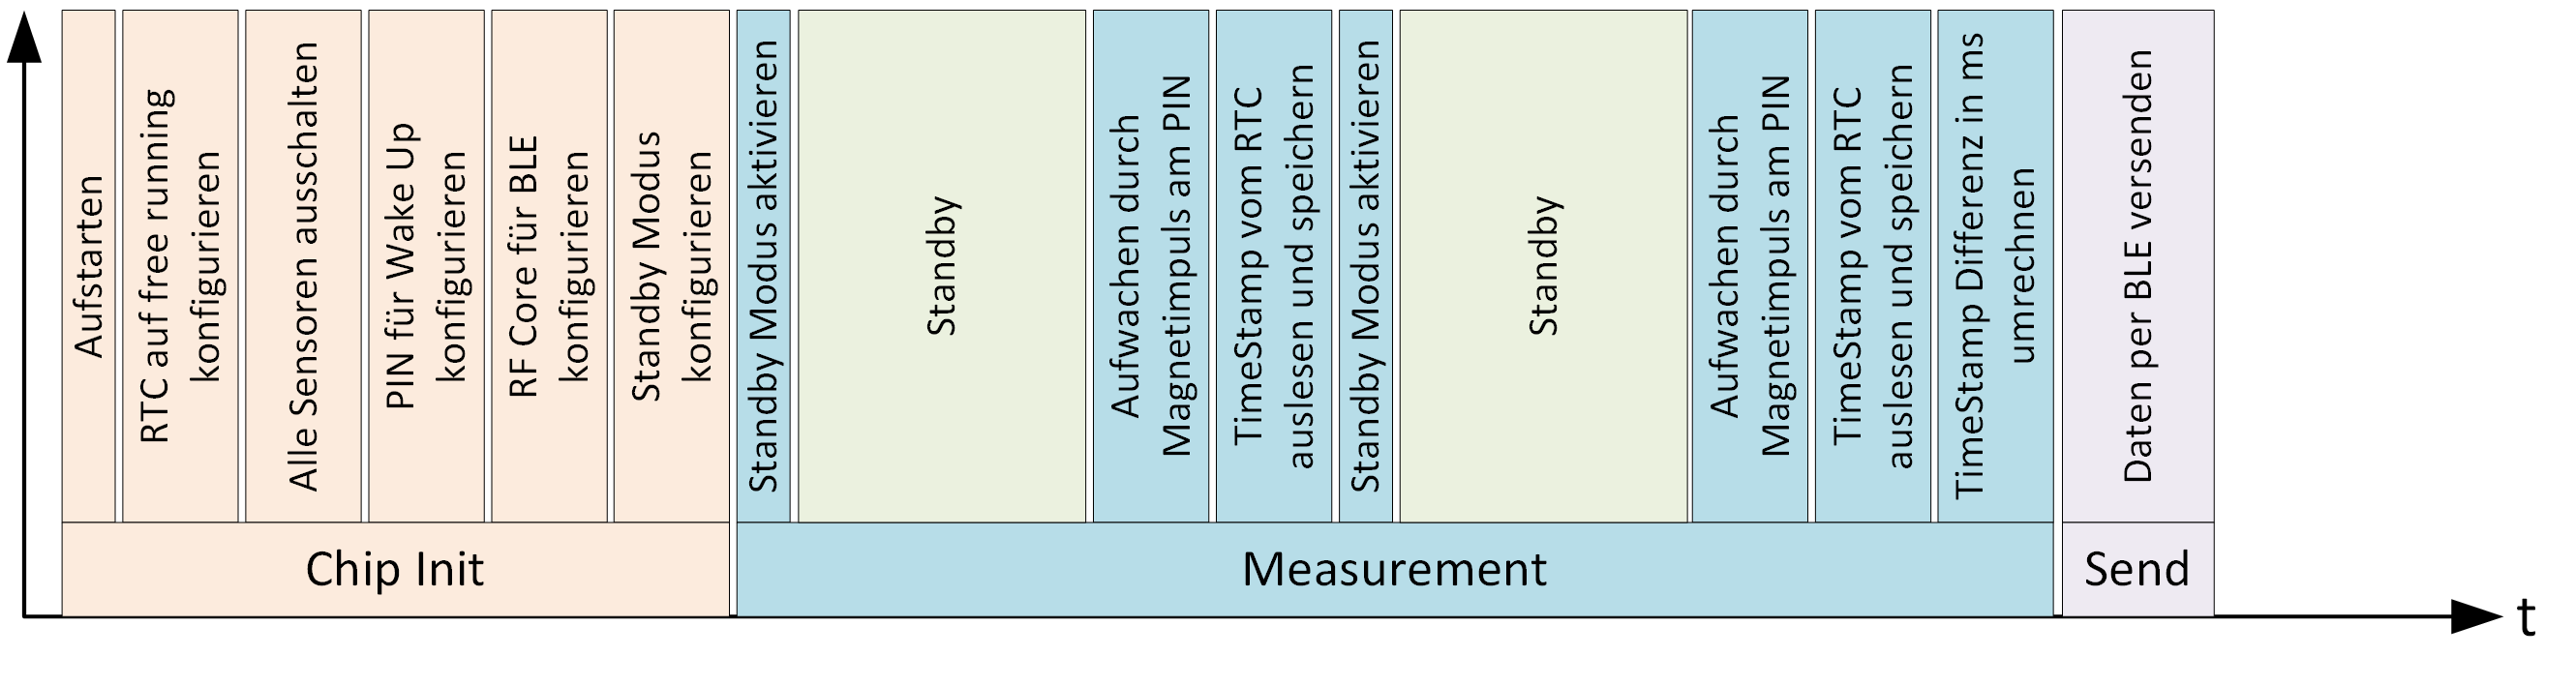 Aufstarten
RTC auf free running
konfigurieren
Alle Sensoren ausschalten
PIN für Wake Up
konfigurieren
RF Core für BLE
konfigurieren
Standby Modus
konfigurieren
Standby Modus aktivieren
Standby
Aufwachen durch
Magnetimpuls am PIN
TimeStamp vom RTC
auslesen und speichern
Standby Modus aktivieren
Standby
Aufwachen durch
Magnetimpuls am PIN
TimeStamp vom RTC
auslesen und speichern
TimeStamp Differenz in ms
umrechnen
Daten per BLE versenden
Chip Init
Measurement
Send
t